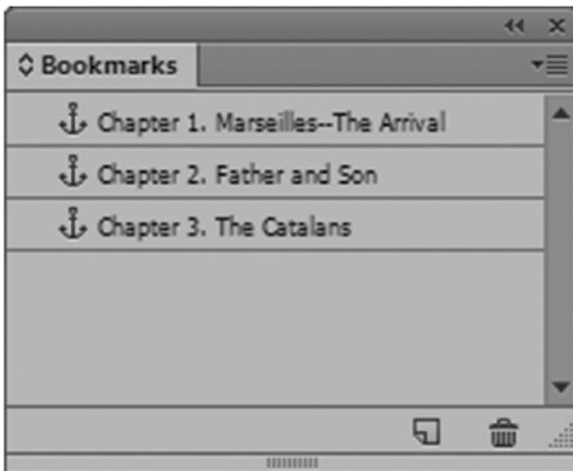 Bookmarks
Chapter 1. Marseilles--The Arrival
Chapter 2. Father and Son
Chapter 3. The Catalans